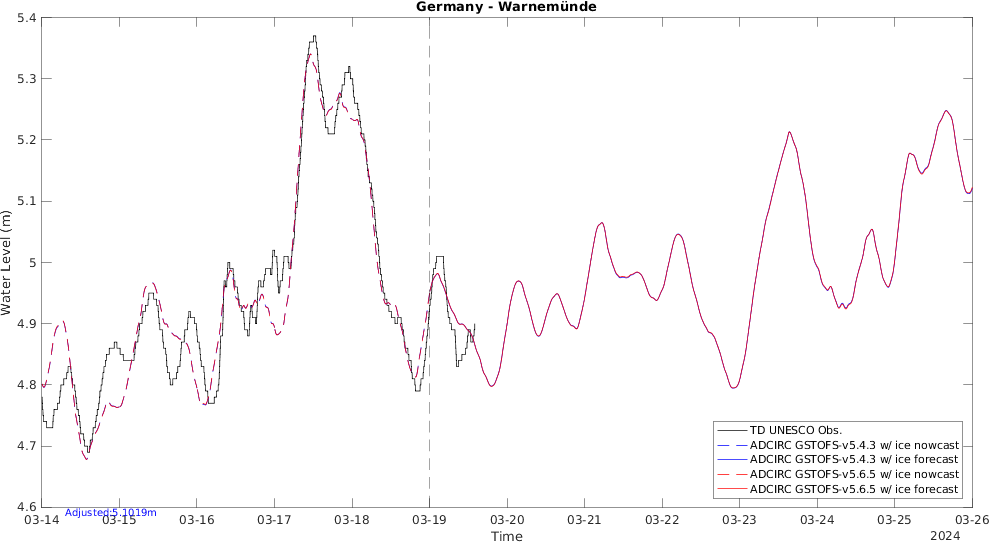 Germany - Warnemünde
5.4
5.3
5.2
5.1
5
4.9
4.8
4.7
4.6
Water Level (m)
TD UNESCO Obs.
ADCIRC GSTOFS-v5.4.3 w/ ice nowcast
ADCIRC GSTOFS-v5.4.3 w/ ice forecast
ADCIRC GSTOFS-v5.6.5 w/ ice nowcast
ADCIRC GSTOFS-v5.6.5 w/ ice forecast
Adjusted:5.1019m
03-14 03-15 03-16 03-17 03-18 03-19 03-20 03-21 03-22 03-23 03-24 03-25 03-26
Time
2024